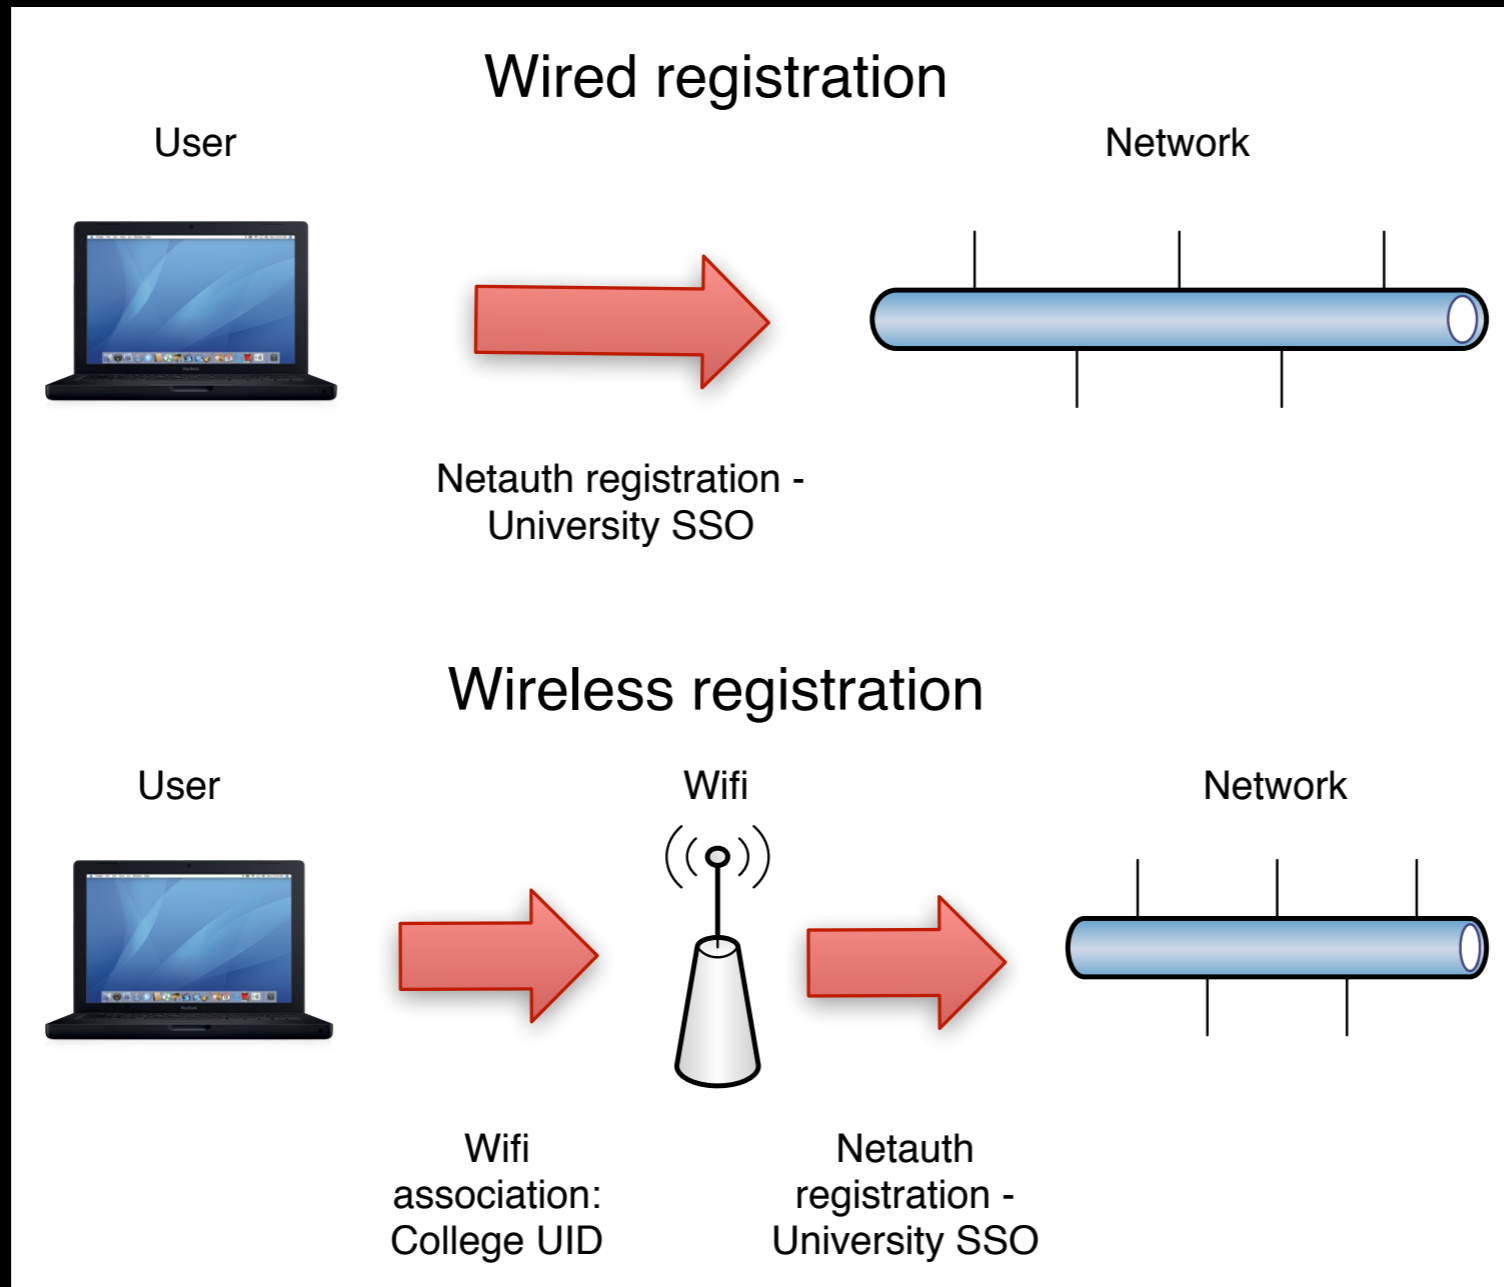 Wired registration
User
Network
Netauth registration -
University SSO
Wireless registration
User
Wifi
Network
Wifi
association:
College UID
Netauth
registration -
University SSO